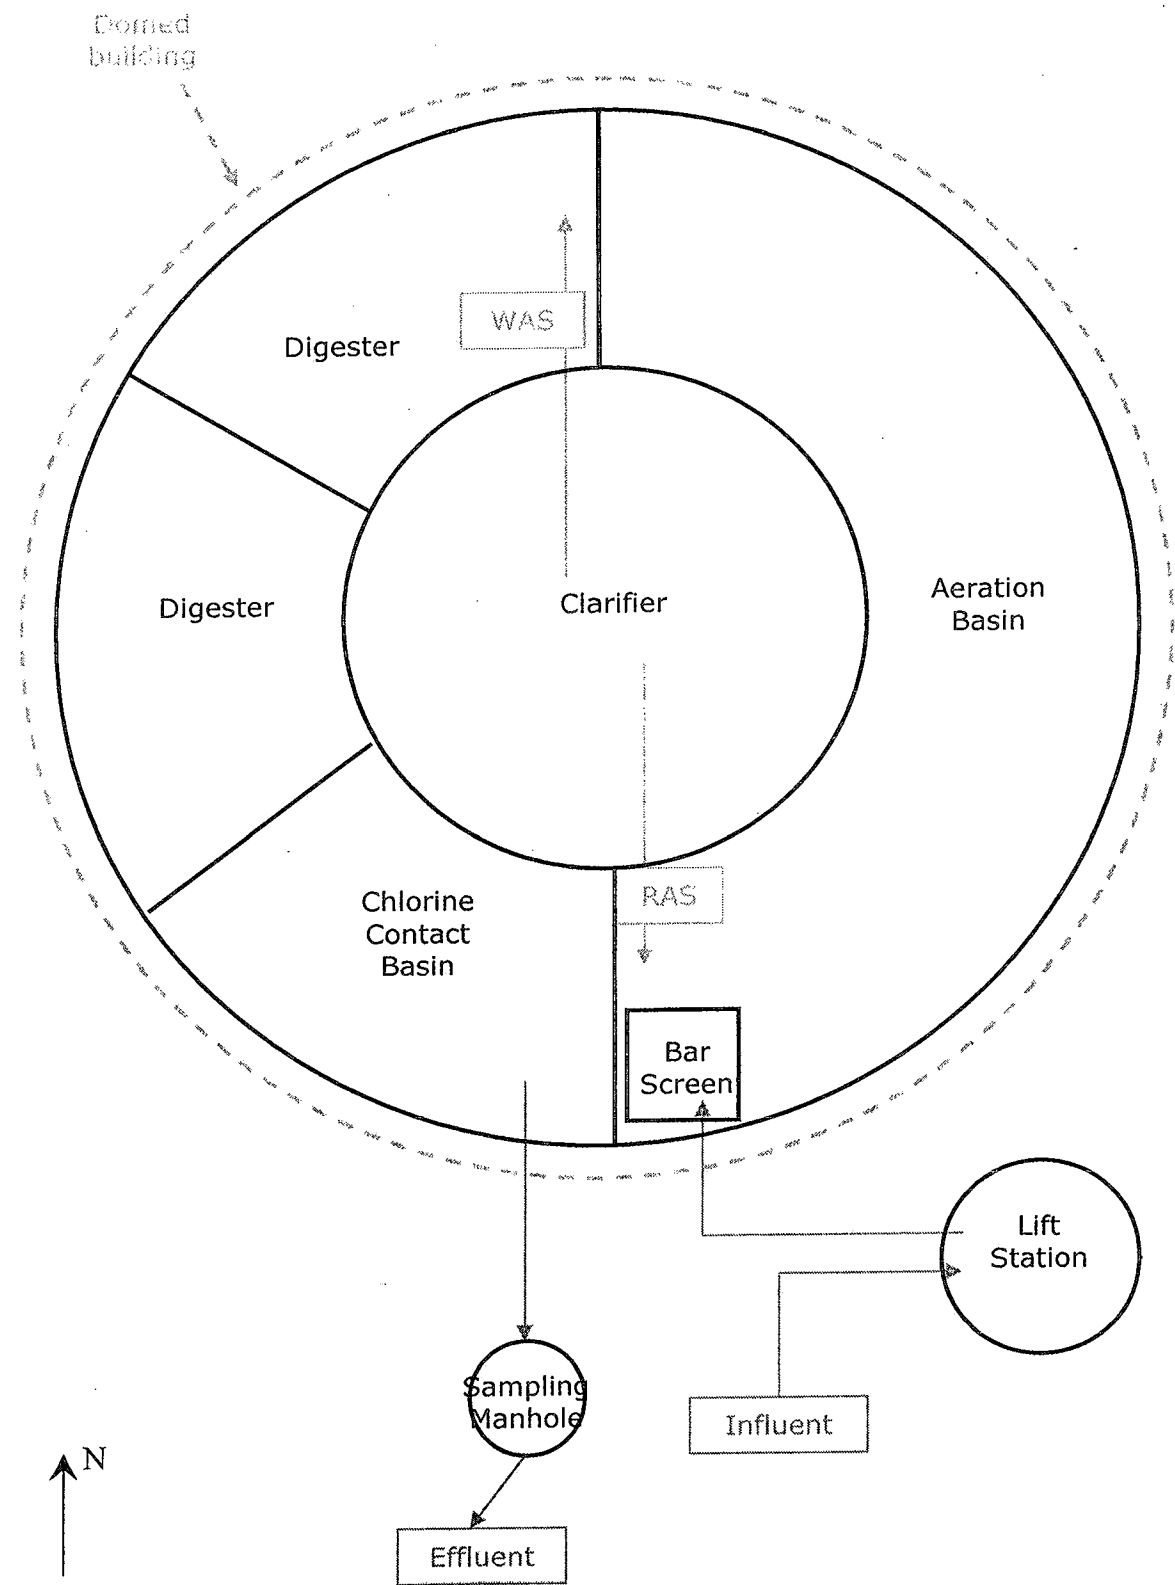 Domed
building
WAS
Digester
Digester
Clarifier
Aeration
Basin
RAS
Chlorine
Contact
Basin
Bar
Screen
Lift
Station
Sampling
Manhole
Influent
N
Effluent